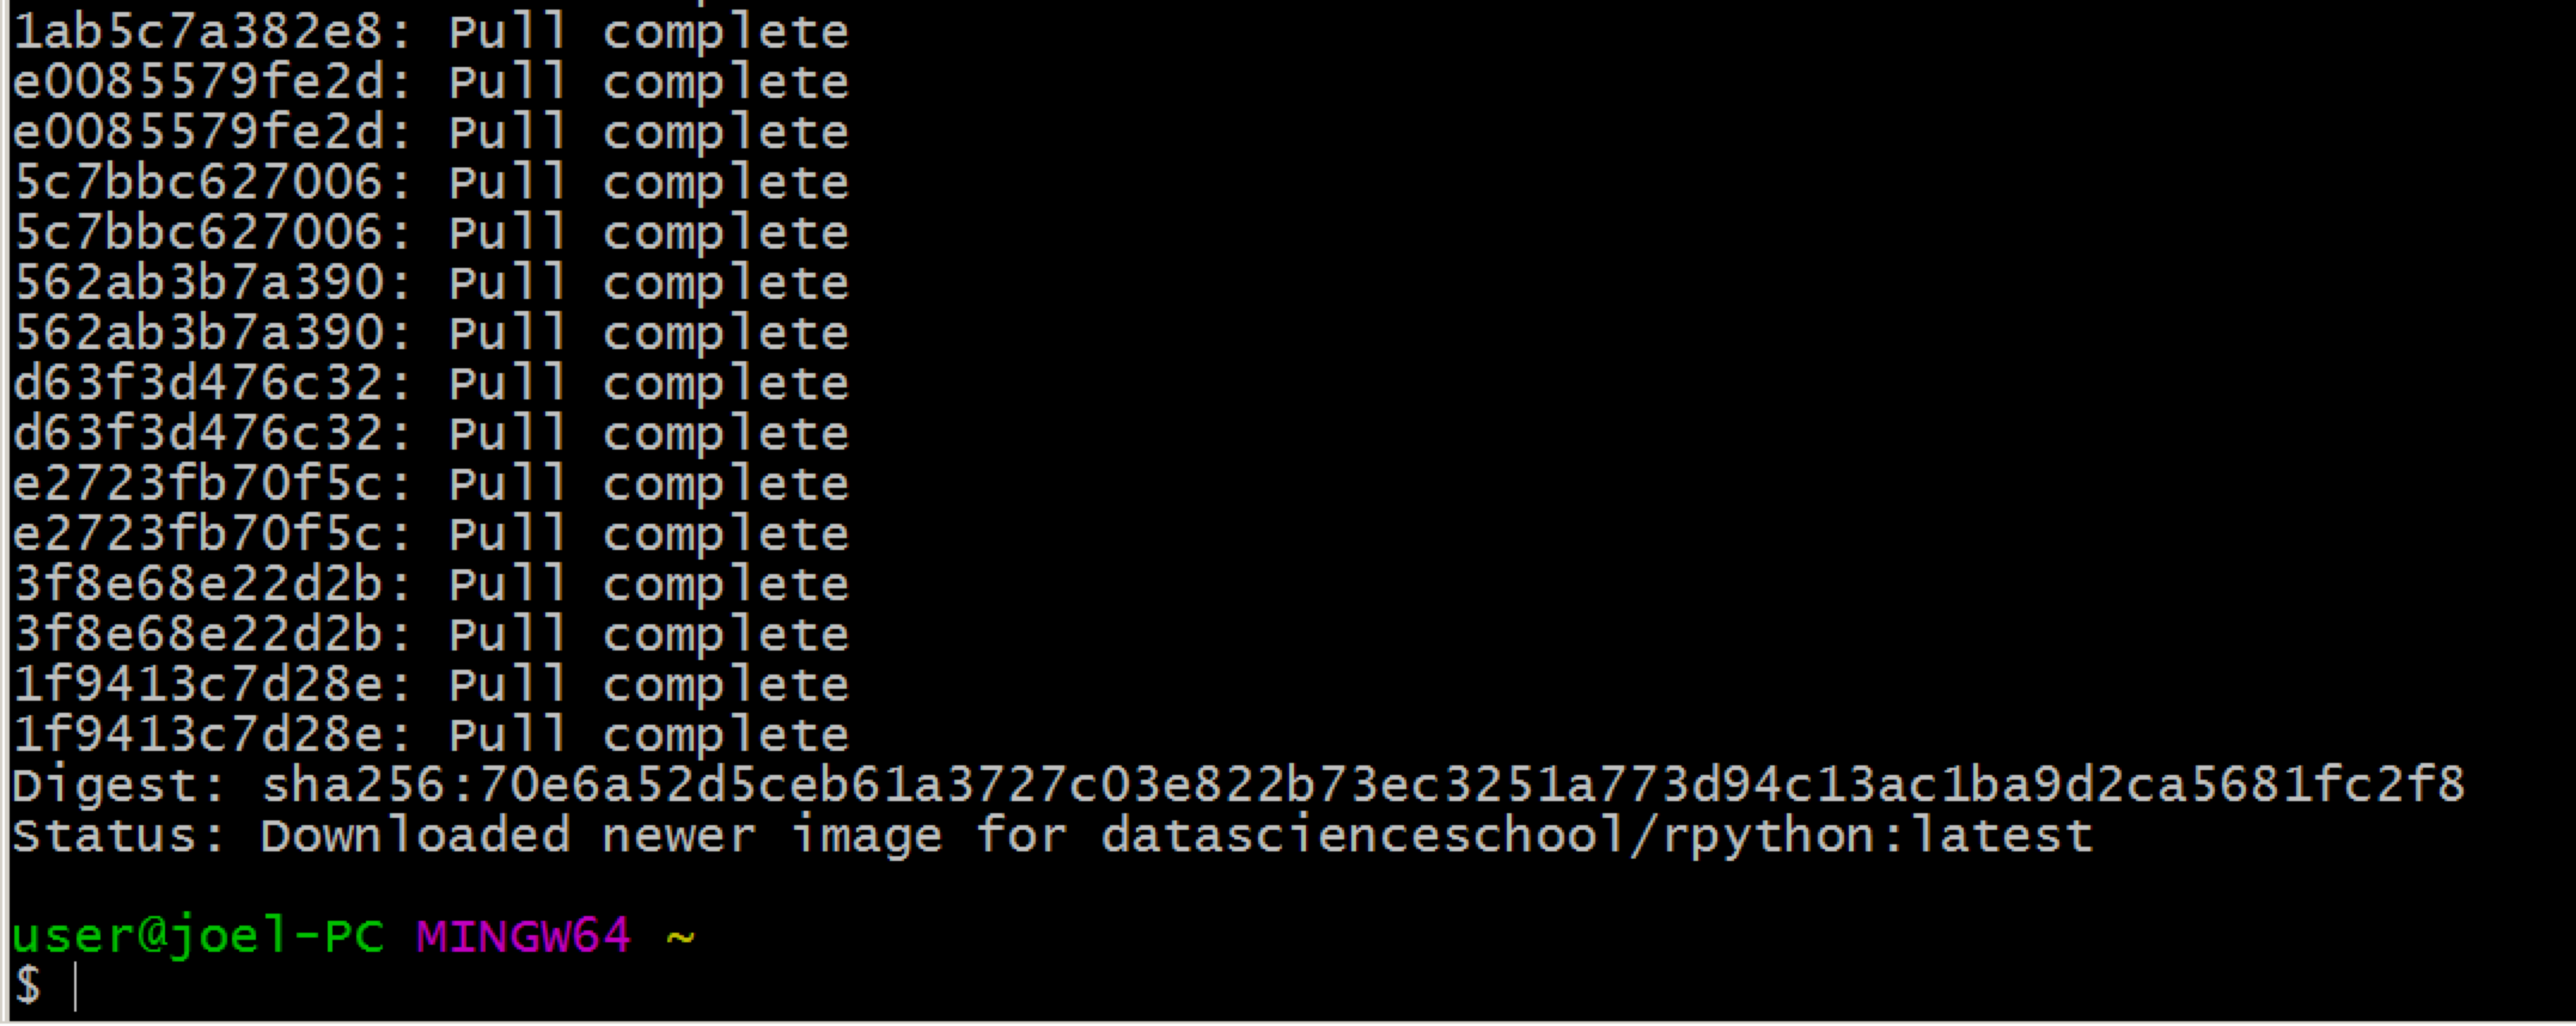 1ab5c7a382e8: Pull complete
e0085579fe2d: Pull complete
e0085579fe2d: Pull complete
5c7bbc627006: Pull complete
5c7bbc627006: Pull complete
562ab3b7a390: Pull complete
562ab3b7a390: Pull complete
d63f3d476c32: Pull complete
d63f3d476c32: Pull complete
e2723fb70f5c: Pull complete
e2723fb70f5c: Pull complete
3f8e68e22d2b: Pull complete
3f8e68e22d2b: Pull complete
1f9413c7d28e: Pull complete
1f9413c7d28e: Pull complete
Digest: sha256:70e6a52d5ceb61a3727c03e822b73ec3251a773d94c13ac1ba9d2ca5681fc2f8
Status: Downloaded newer image for datascienceschool/rpython:latest
user@joel-PC MINGW64 ~
$